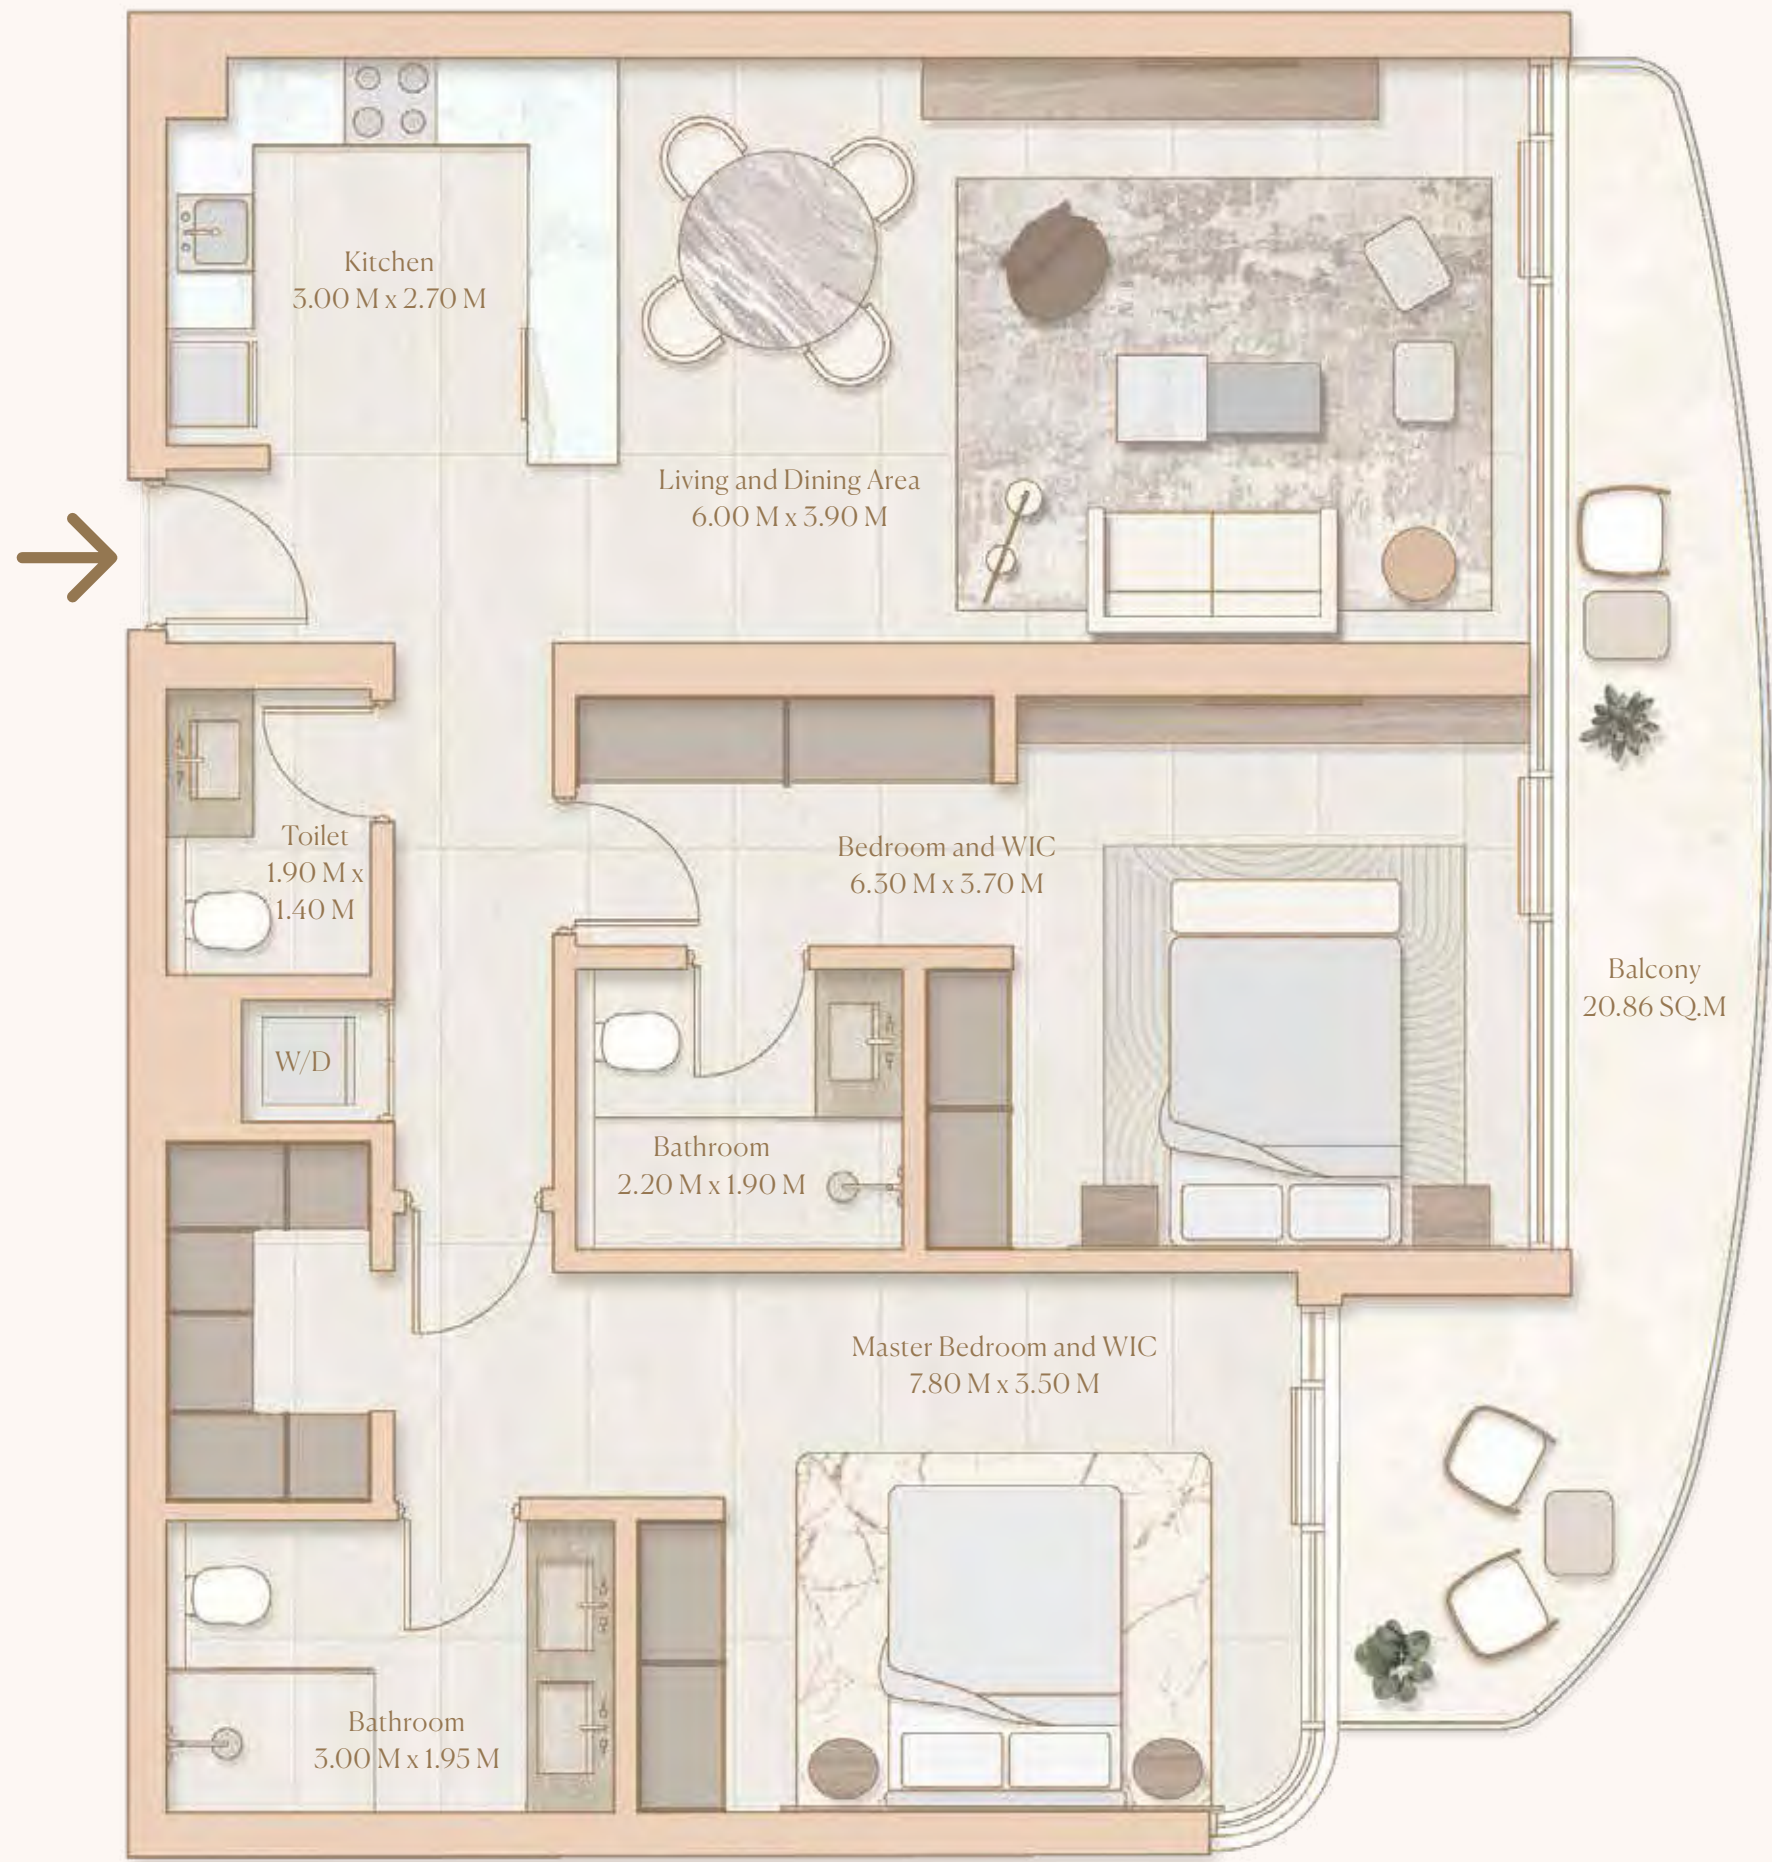 Kitchen
3.00 M x 2.70 M
Living and Dining Area
6.00 M x 3.90 M
Toilet
1.90 M x
1.40 M
Bedroom and WIC
6.30 M x 3.70 M
Balcony
20.86 SQ.M
W/D
Bathroom
2.20 M x 1.90 M
Master Bedroom and WIC
7.80 M x 3.50 M
Bathroom
3.00 M x 1.95 M